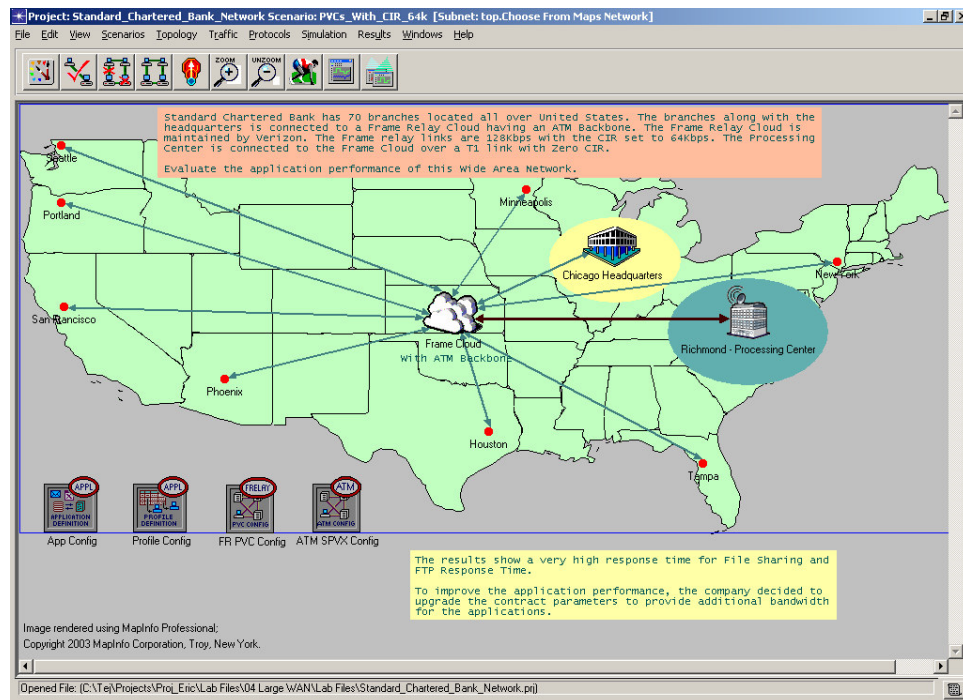 Project: Standard_Chartered_Bank_Network Scenario: PVCs_With_CIR_64k [Subnet: top.Choose From Maps Network]
File Edit View Scenarios Topology Traffic Protocols Simulation Results Windows Help
ZOOM
UNZOOM
Standard Chartered Bank has 70 branches located all over United States. The branches along with the
headquarters is connected to a Frame Relay Cloud having an ATM Backbone. The Frame Relay Cloud is
maintained by Verizon. The Frame relay links are 128Kbps with the CIR set to 64Kbps. The Processing
Center is connected to the Frame Cloud over a T1 link with Zero CIR.
Evaluate the application performance of this Wide Area Network.
Seattle
Portland
Minneapolis
Chicago Headquarters
New York
San Francisco
Frame Cloud
With ATM Backbone
Richmond - Processing Center
Phoenix
Houston
Tampa
APPL
APPLICATION
DEFINITION
App Config
APPL
PROFILE
DEFINITION
Profile Config
FRELAY
PVC CONFIG
FR PVC Config
ATM
ATM CONFIG
ATM SPVX Config
The results show a very high response time for File Sharing and
FTP Response Time.
To improve the application performance, the company decided to
upgrade the contract parameters to provide additional bandwidth
for the applications.
Image rendered using MapInfo Professional;
Copyright 2003 MapInfo Corporation, Troy, New York.
Opened File: (C:\Tej\Projects\Proj_Eric\Lab Files\04 Large WAN\Lab Files\Standard_Chartered_Bank_Network.prj)